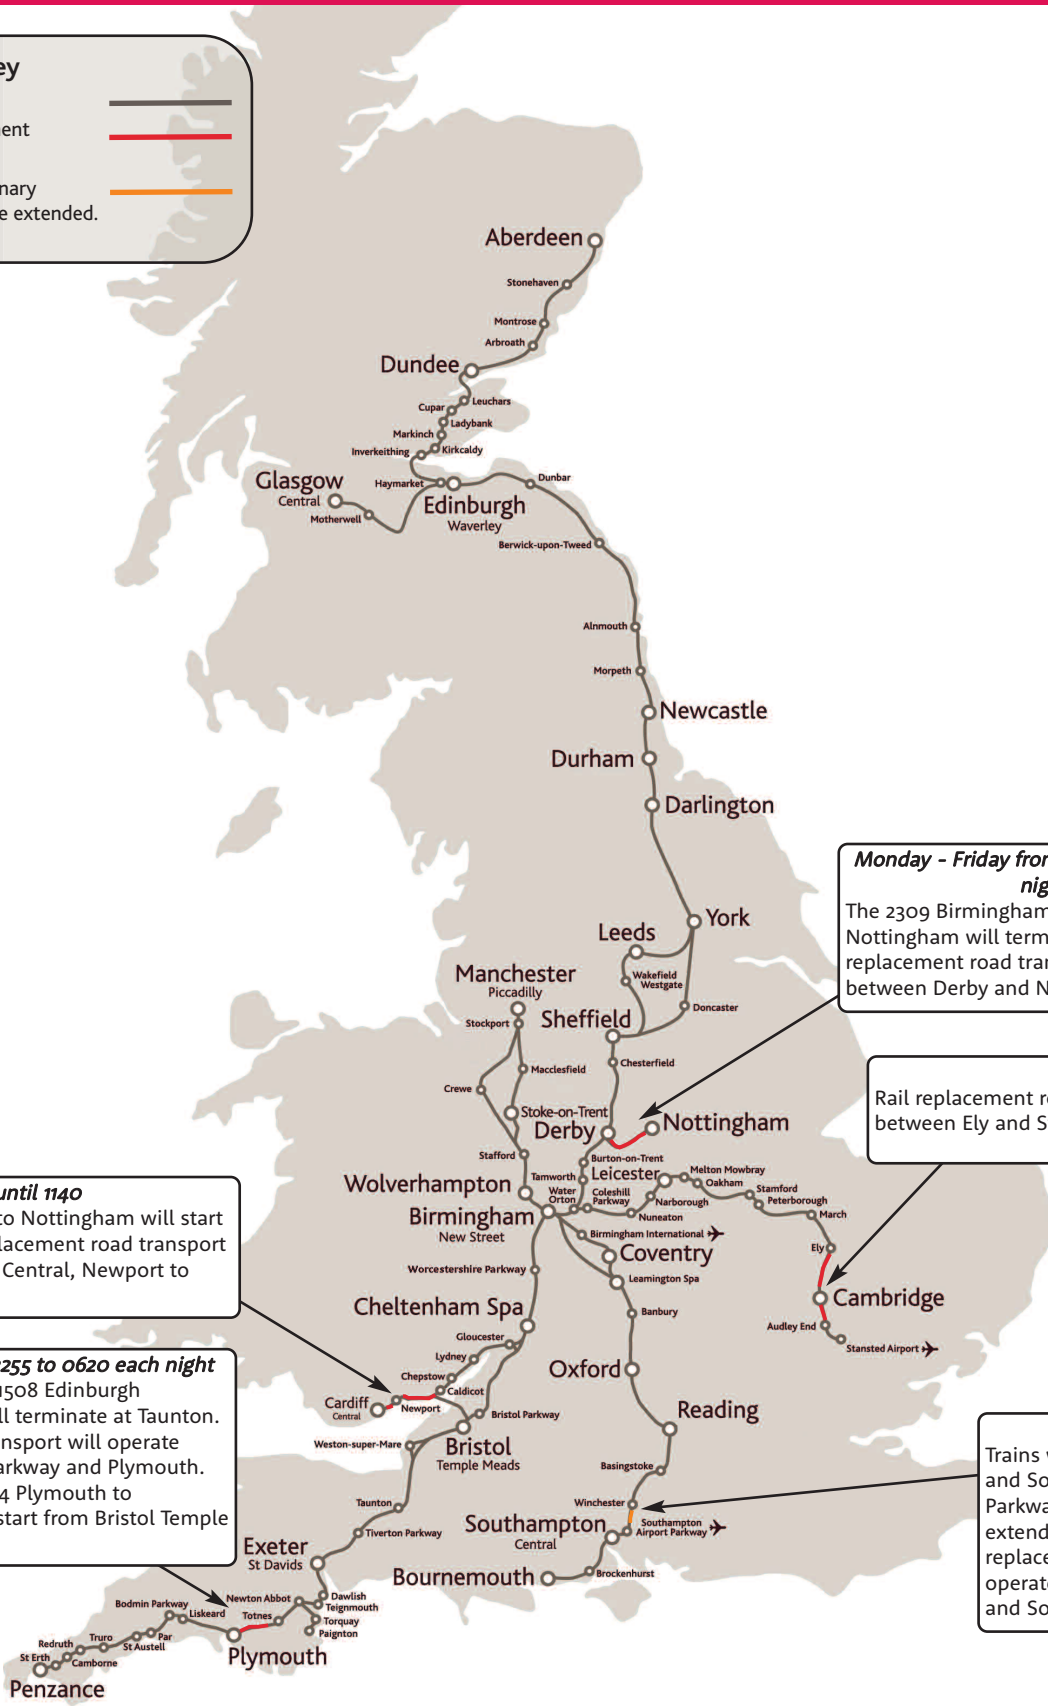 ey
ent
nary
e extended.
Aberdeen
Stonehaven
Montrose
Arbroath
Dundee
Leuchars
Cupar
Ladybank
Markinch
Kirkcaldy
Inverkeithing
Glasgow
Central
Haymarket
Dunbar
Edinburgh
Waverley
Motherwell
Berwick-upon-Tweed
Alnmouth
Morpeth
Newcastle
Durham
Darlington
Monday - Friday fron
nig
The 2309 Birmingham
Nottingham will term
replacement road tran
between Derby and N
York
Leeds
Wakefield
Westgate
Manchester
Piccadilly
Doncaster
Stockport
Sheffield
Chesterfield
Macclesfield
Crewe
Rail replacement r
between Ely and S
Stoke-on-Trent
Derby
Nottingham
Stafford
Burton-on-Trent
Tamworth
Leicester
Melton Mowbray
Oakham
Stamford
Peterborough
Wolverhampton
Water
Orton
Coleshill
Parkway
Narborough
Nuneaton
March
Birmingham
New Street
Birmingham International
Ely
Coventry
Leamington Spa
until 1140
to Nottingham will start
placement road transport
Central, Newport to
Worcestershire Parkway
Cambridge
Banbury
Cheltenham Spa
Audley End
Stansted Airport
Gloucester
Lydney
Chepstow
Caldicot
Oxford
Cardiff
Central
Newport
Bristol Parkway
Reading
2255 to 0620 each night
1508 Edinburgh
ll terminate at Taunton.
ansport will operate
arkway and Plymouth.
4 Plymouth to
start from Bristol Temple
Weston-super-Mare
Bristol
Temple Meads
Basingstoke
Trains w
and So
Parkwa
extend
replace
operat
and So
Taunton
Winchester
Tiverton Parkway
Southampton
Central
Southampton
Airport Parkway
Exeter
St Davids
Bournemouth
Brockenhurst
Newton Abbot
Dawlish
Teignmouth
Torquay
Paignton
Bodmin Parkway
Liskeard
Totnes
Plymouth
Par
St Austell
Truro
Redruth
Camborne
St Erth
Penzance